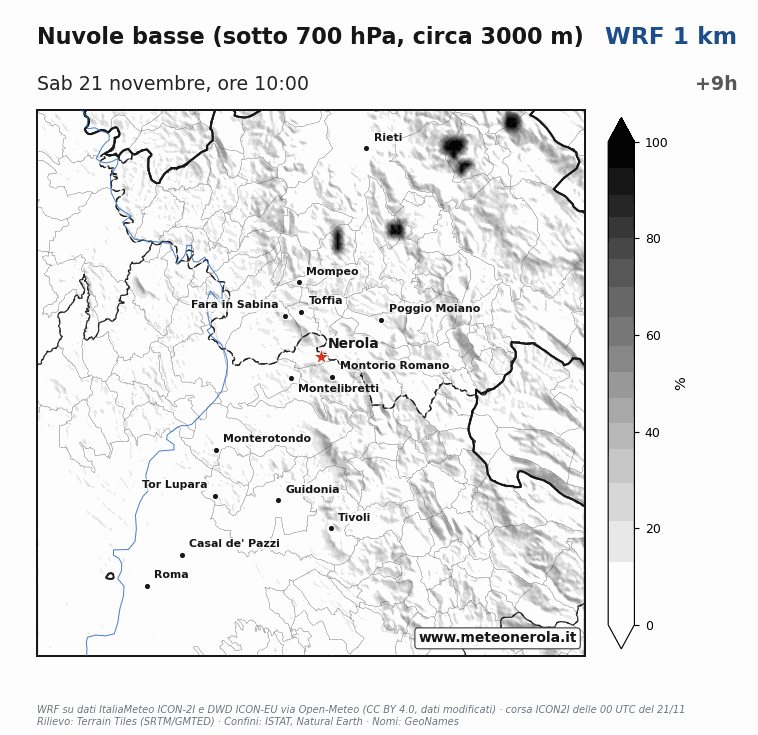 Nuvole basse (sotto 700 hPa, circa 3000 m)
WRF 1 km
Sab 21 novembre, ore 10:00
+9h
Rieti
Mompeo
Fara in Sabina
Toffia
Poggio Moiano
Nerola
Montorio Romano
Montelibretti
Monterotondo
Tor Lupara
Guidonia
Tivoli
Casal de' Pazzi
Roma
www.meteonerola.it
100
80
60
40
20
0
%
WRF su dati ItaliaMeteo ICON-2I e DWD ICON-EU via Open-Meteo (CC BY 4.0, dati modificati) · corsa ICON2I delle 00 UTC del 21/11
Rilievo: Terrain Tiles (SRTM/GMTED) · Confini: ISTAT, Natural Earth · Nomi: GeoNames